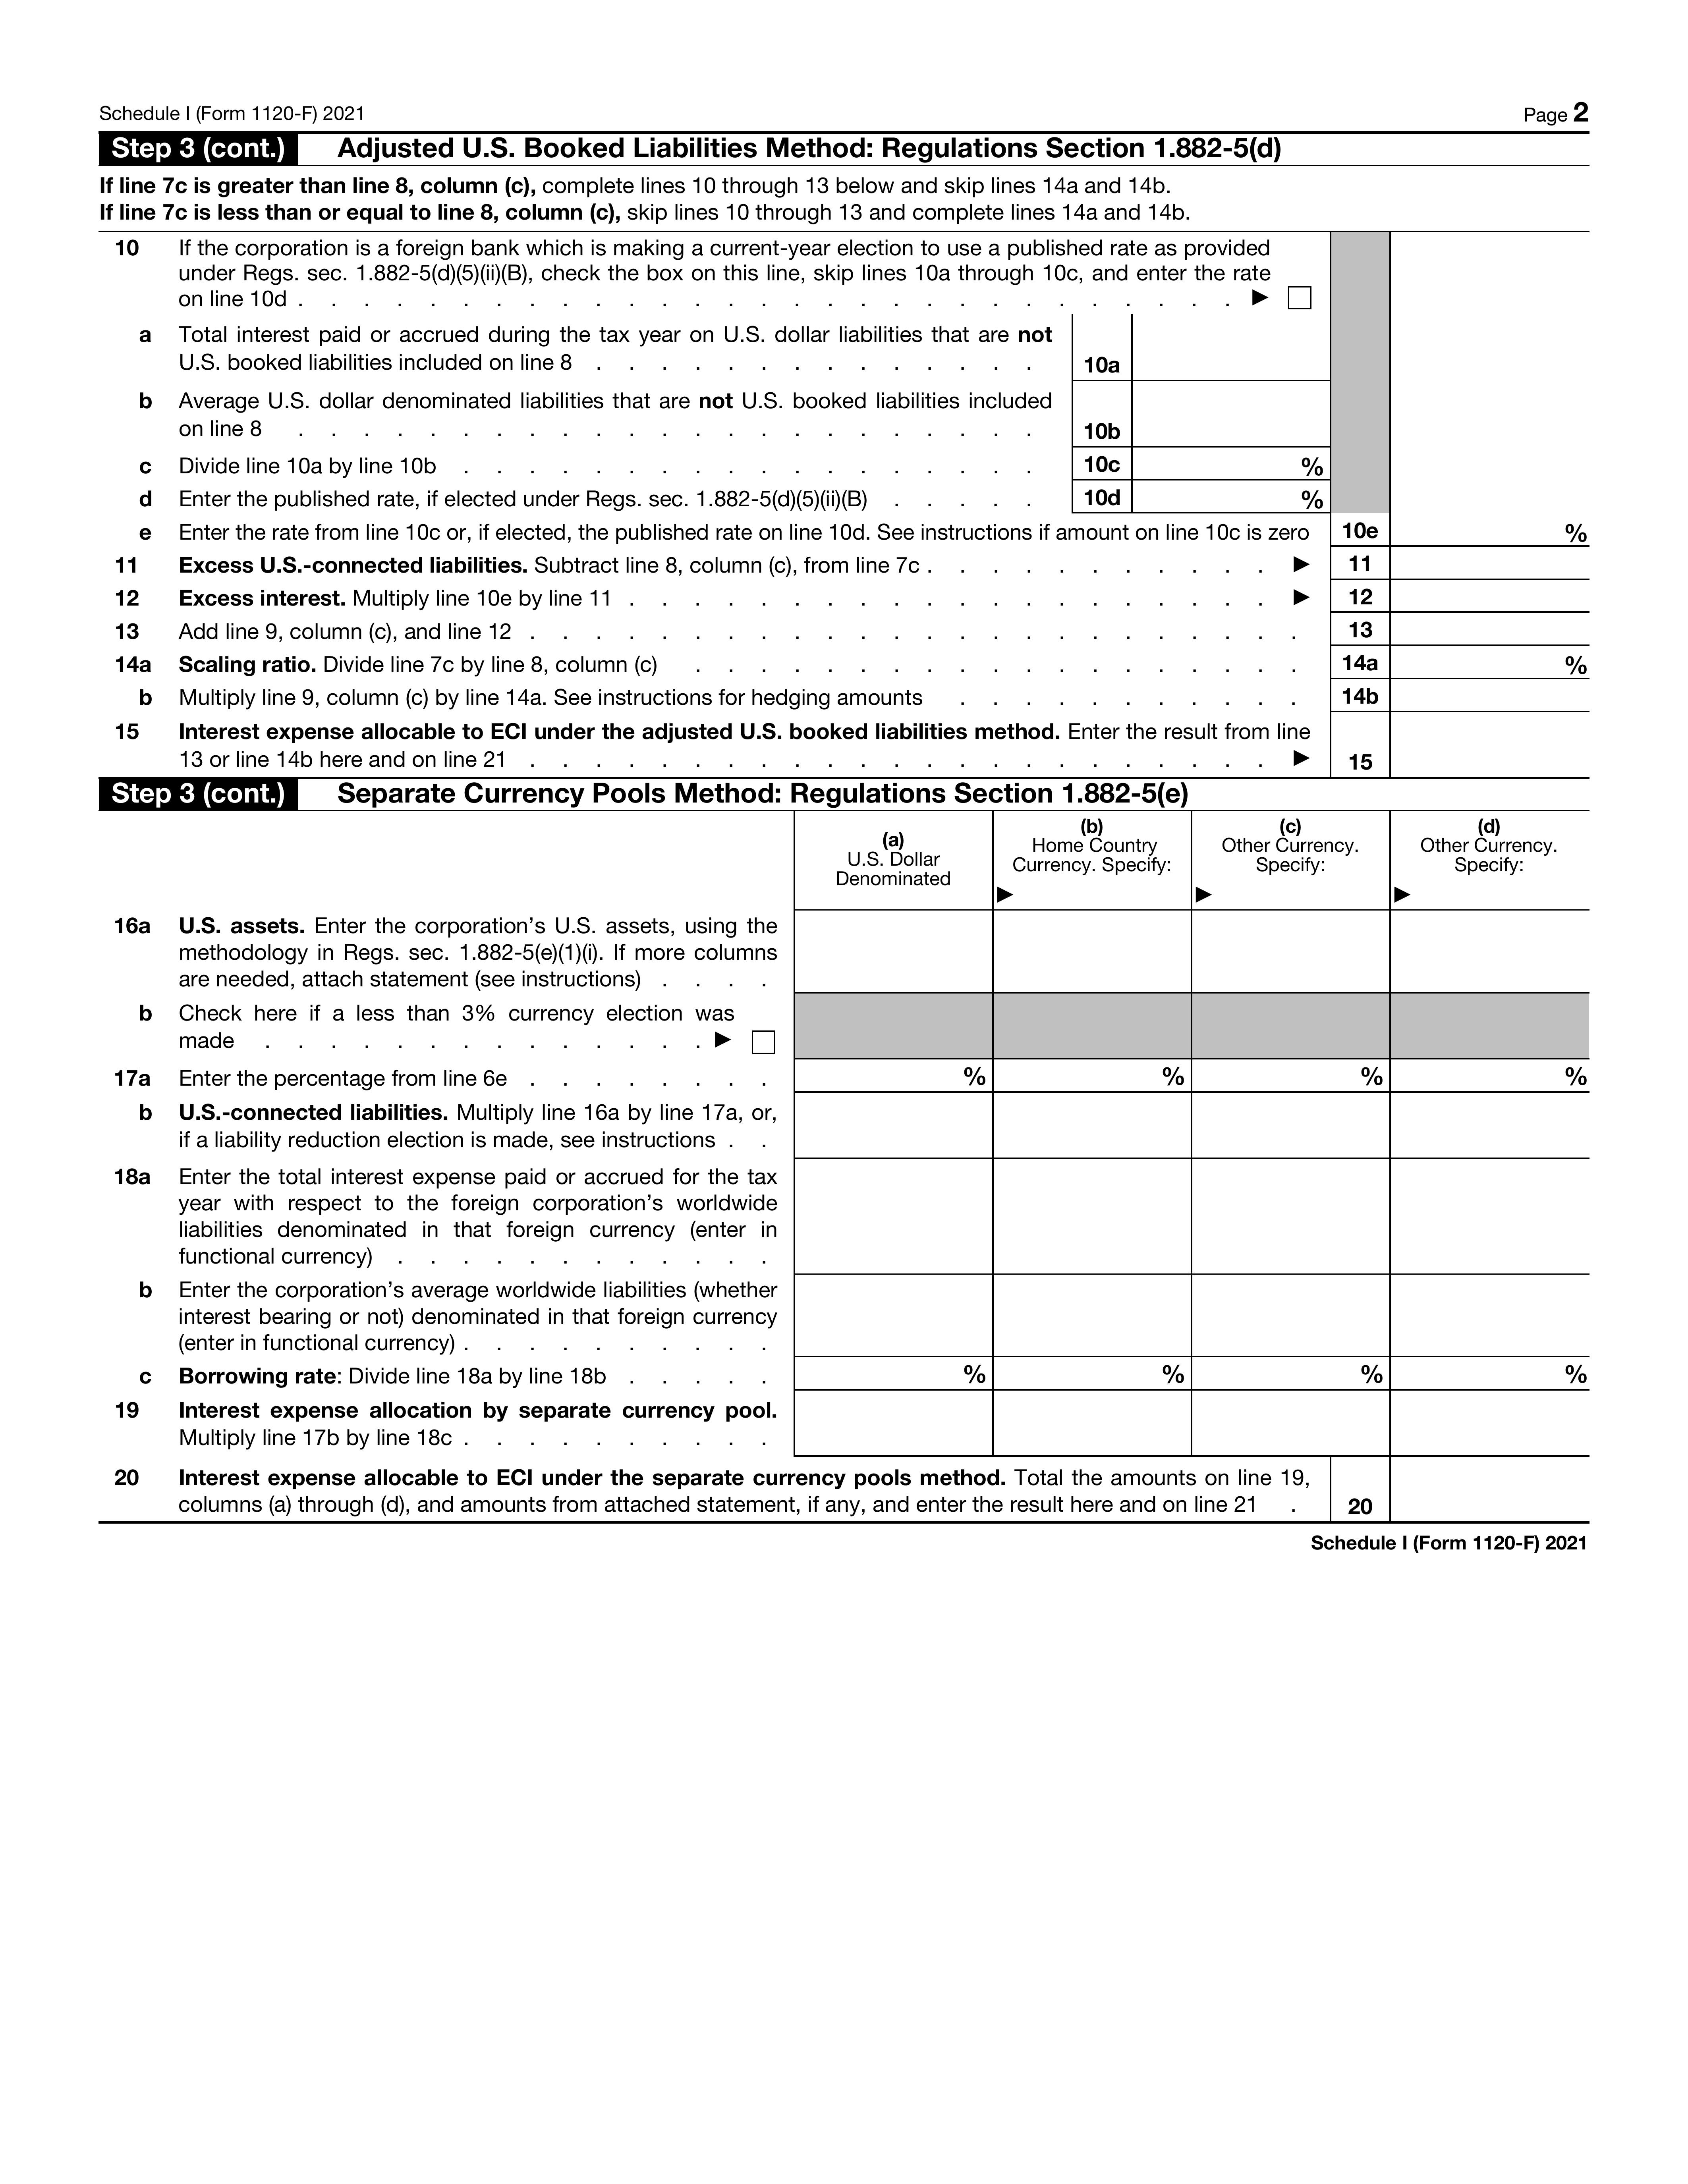 Schedule I (Form 1120-F) 2021 Page 2
Step 3 (cont.) Adjusted U.S. Booked Liabilities Method: Regulations Section 1.882-5(d)
If line 7c is greater than line 8, column (c), complete lines 10 through 13 below and skip lines 14a and 14b.
If line 7c is less than or equal to line 8, column (c), skip lines 10 through 13 and complete lines 14a and 14b.
10 If the corporation is a foreign bank which is making a current-year election to use a published rate as provided
under Regs. sec. 1.882-5(d)(5)(ii)(B), check the box on this line, skip lines 10a through 10c, and enter the rate
on line 10d . . . . . . . . . . . . . . . . . . . . . . . . . . . . . ▶ ☐
a Total interest paid or accrued during the tax year on U.S. dollar liabilities that are not
U.S. booked liabilities included on line 8 . . . . . . . . . . . . . . 10a
b Average U.S. dollar denominated liabilities that are not U.S. booked liabilities included
on line 8 . . . . . . . . . . . . . . . . . . . . . . . 10b
c Divide line 10a by line 10b . . . . . . . . . . . . . . . . . . 10c %
d Enter the published rate, if elected under Regs. sec. 1.882-5(d)(5)(ii)(B) . . . . . 10d %
e Enter the rate from line 10c or, if elected, the published rate on line 10d. See instructions if amount on line 10c is zero 10e %
11 Excess U.S.-connected liabilities. Subtract line 8, column (c), from line 7c . . . . . . . . . . . ▶ 11
12 Excess interest. Multiply line 10e by line 11 . . . . . . . . . . . . . . . . . . . . ▶ 12
13 Add line 9, column (c), and line 12 . . . . . . . . . . . . . . . . . . . . . . . . 13
14a Scaling ratio. Divide line 7c by line 8, column (c) . . . . . . . . . . . . . . . . . . . 14a %
b Multiply line 9, column (c) by line 14a. See instructions for hedging amounts . . . . . . . . . . . 14b
15 Interest expense allocable to ECI under the adjusted U.S. booked liabilities method. Enter the result from line
13 or line 14b here and on line 21 . . . . . . . . . . . . . . . . . . . . . . . ▶ 15
Step 3 (cont.) Separate Currency Pools Method: Regulations Section 1.882-5(e)
(a)
U.S. Dollar
Denominated
(b)
Home Country
Currency. Specify:
▶
(c)
Other Currency.
Specify:
▶
(d)
Other Currency.
Specify:
▶
16a U.S. assets. Enter the corporation's U.S. assets, using the
methodology in Regs. sec. 1.882-5(e)(1)(i). If more columns
are needed, attach statement (see instructions) . . . .
b Check here if a less than 3% currency election was
made . . . . . . . . . . . . . . ▶ ☐
17a Enter the percentage from line 6e . . . . . . . . % % % %
b U.S.-connected liabilities. Multiply line 16a by line 17a, or,
if a liability reduction election is made, see instructions . .
18a Enter the total interest expense paid or accrued for the tax
year with respect to the foreign corporation's worldwide
liabilities denominated in that foreign currency (enter in
functional currency) . . . . . . . . . . . .
b Enter the corporation's average worldwide liabilities (whether
interest bearing or not) denominated in that foreign currency
(enter in functional currency) . . . . . . . . . .
c Borrowing rate: Divide line 18a by line 18b . . . . . % % % %
19 Interest expense allocation by separate currency pool.
Multiply line 17b by line 18c . . . . . . . . . .
20 Interest expense allocable to ECI under the separate currency pools method. Total the amounts on line 19,
columns (a) through (d), and amounts from attached statement, if any, and enter the result here and on line 21 . 20
Schedule I (Form 1120-F) 2021